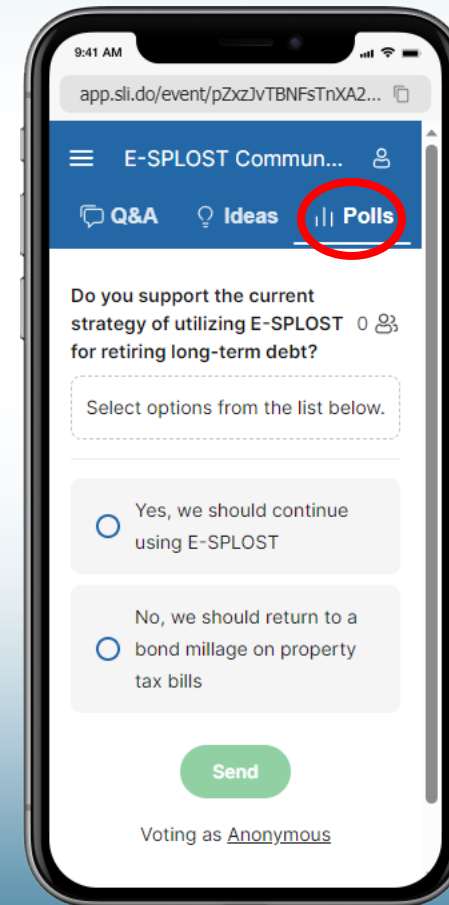 9:41 AM
app.sli.do/event/pZxzJvTBNFsTnXA2...
E-SPLOST Commun...
Q&A Ideas Polls
Do you support the current
strategy of utilizing E-SPLOST 0
for retiring long-term debt?
Select options from the list below.
Yes, we should continue
using E-SPLOST
No, we should return to a
bond millage on property
tax bills
Send
Voting as Anonymous